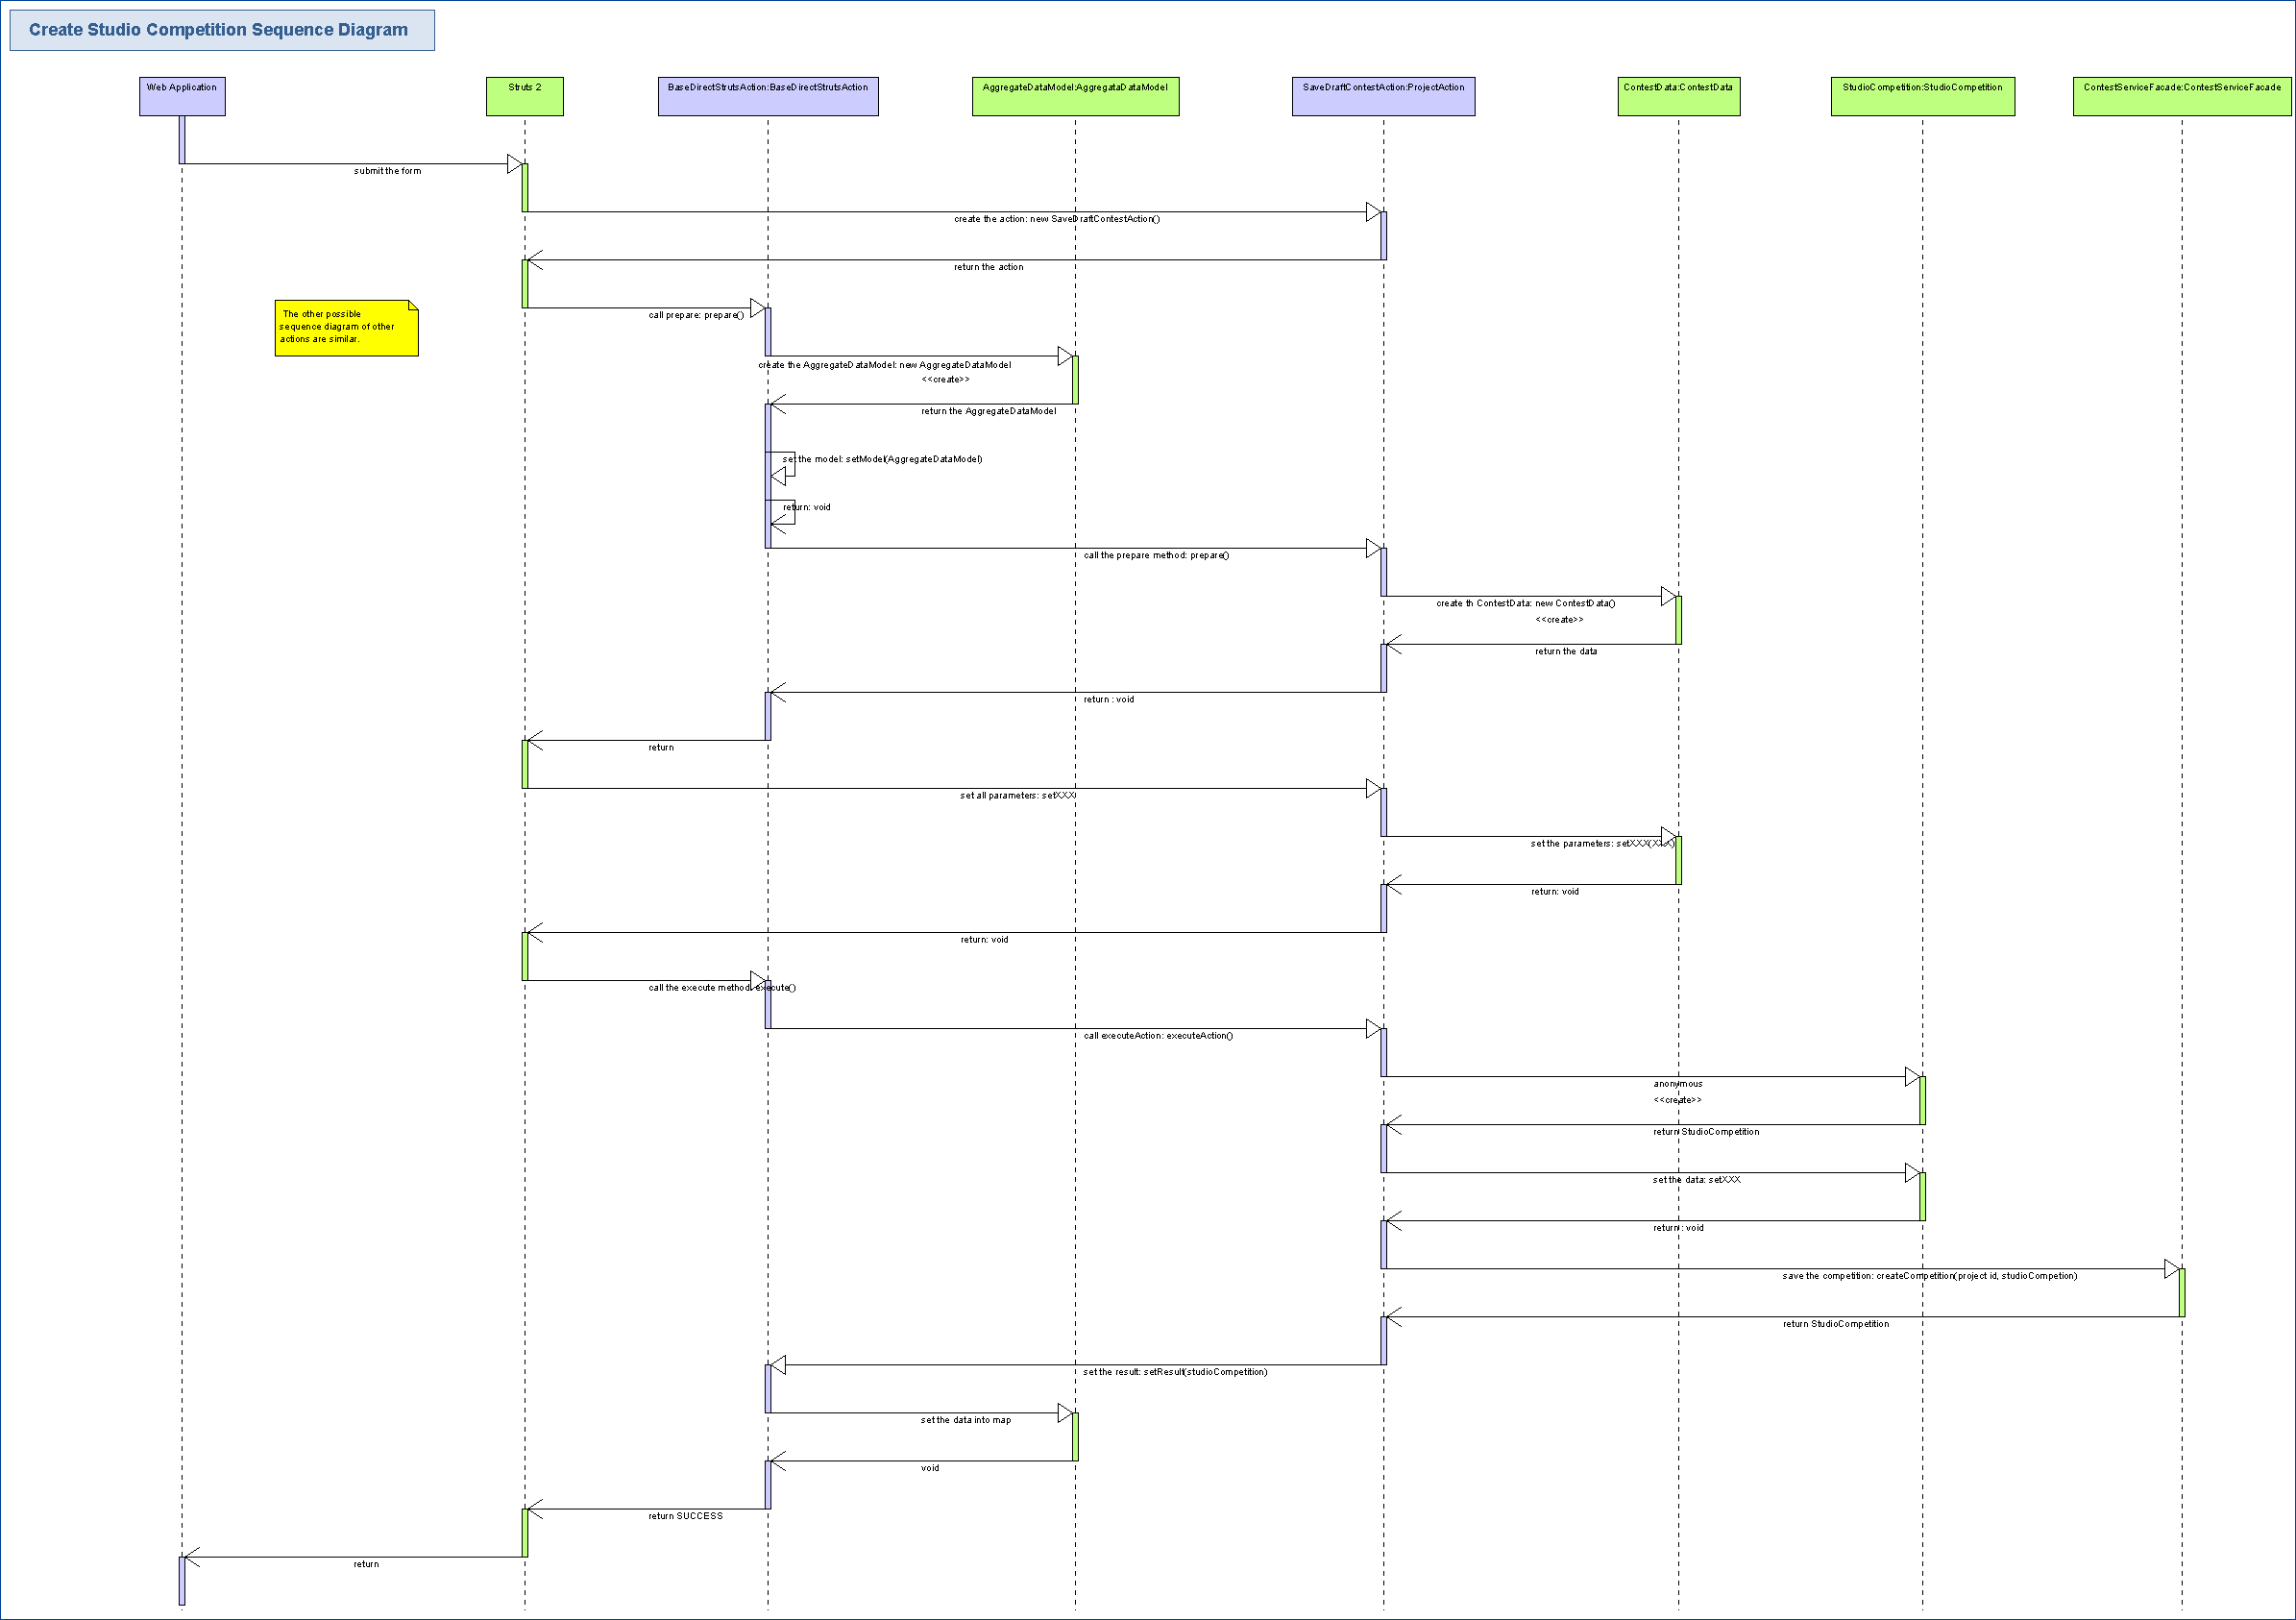 Create Studio Competition Sequence Diagram
Web Application
Struts 2
BaseDirectStrutsAction:BaseDirectStrutsAction
AggregateDataModel:AggregataDataModel
SaveDraftContestAction:ProjectAction
ContestData:ContestData
StudioCompetition:StudioCompetition
ContestServiceFacade:ContestServiceFacade
submit the form
create the action: new SaveDraftContestAction()
return the action
The other possible
sequence diagram of other
actions are similar.
call prepare: prepare()
create the AggregateDataModel: new AggregateDataModel
<<create>>
return the AggregateDataModel
set the model: setModel(AggregateDataModel)
return: void
call the prepare method: prepare()
create th ContestData: new ContestData()
<<create>>
return the data
return : void
return
set all parameters: setXXX
set the parameters: setXXX(XXX)
return: void
return: void
call the execute method: execute()
call executeAction: executeAction()
anonymous
<<create>>
return StudioCompetition
set the data: setXXX
return : void
save the competition: createCompetition(project id, studioCompetion)
return StudioCompetition
set the result: setResult(studioCompetition)
set the data into map
void
return SUCCESS
return